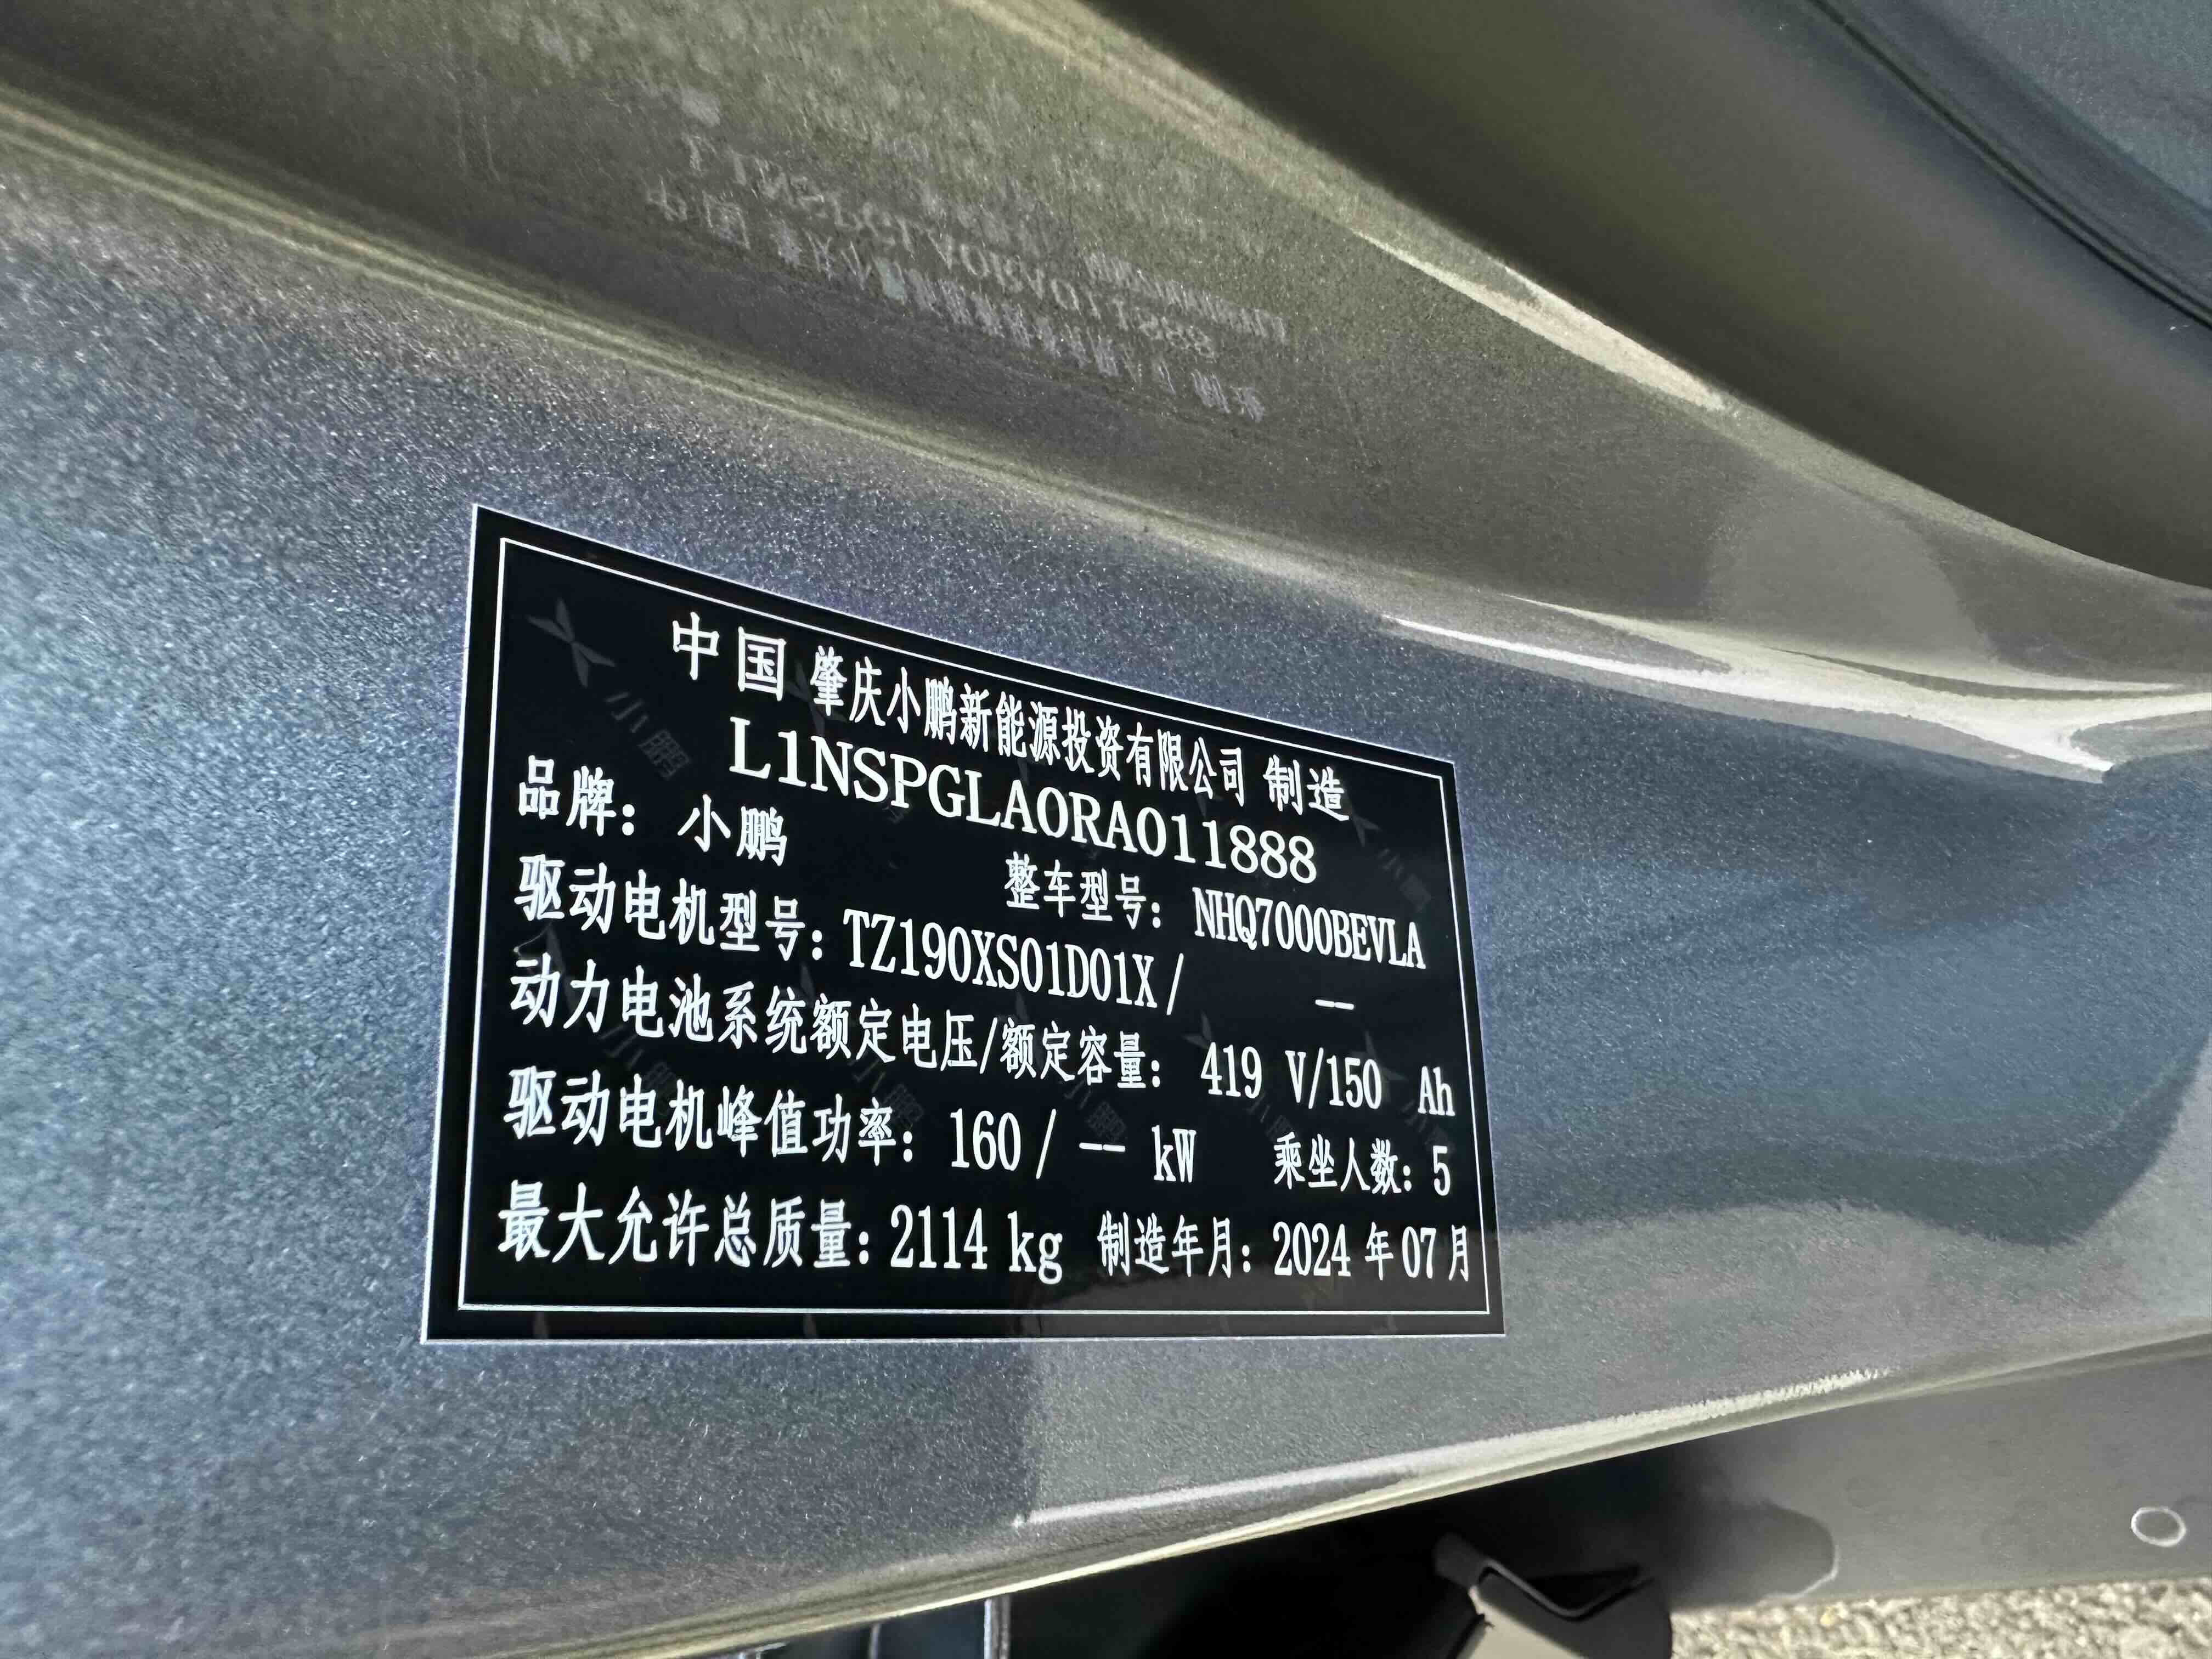 中国 肇庆小鹏新能源投资有限公司 制造
L1NSPGLA0RA011888
品牌： 小鹏 整车型号： NHQ7000BEVLA
驱动电机型号：TZ190XS01D01X/ --
动力电池系统额定电压/额定容量： 419 V/150 Ah
驱动电机峰值功率： 160 / -- kW 乘坐人数：5
最大允许总质量：2114 kg 制造年月：2024 年 07 月